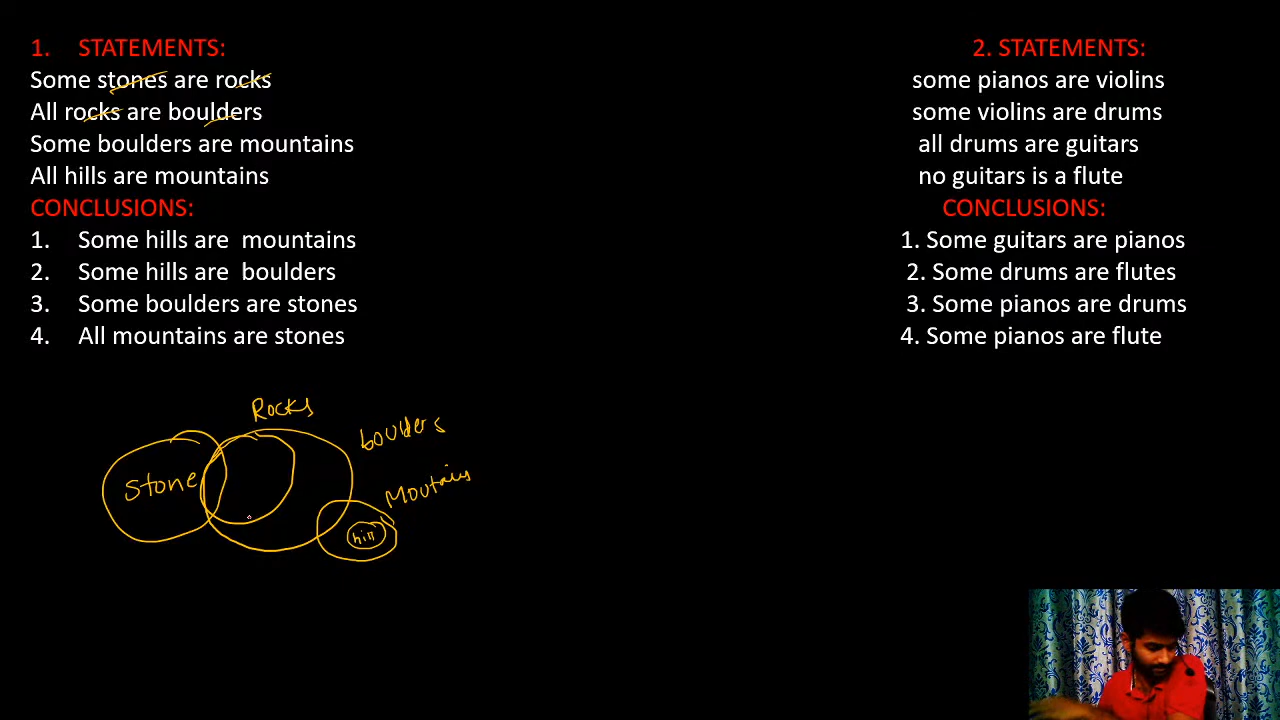 1. STATEMENTS:
Some stones are rocks
All rocks are boulders
Some boulders are mountains
All hills are mountains
CONCLUSIONS:
1. Some hills are mountains
2. Some hills are boulders
3. Some boulders are stones
4. All mountains are stones
2. STATEMENTS:
some pianos are violins
some violins are drums
all drums are guitars
no guitars is a flute
CONCLUSIONS:
1. Some guitars are pianos
2. Some drums are flutes
3. Some pianos are drums
4. Some pianos are flute
Rocks
boulders
Stone
Moutains
hill